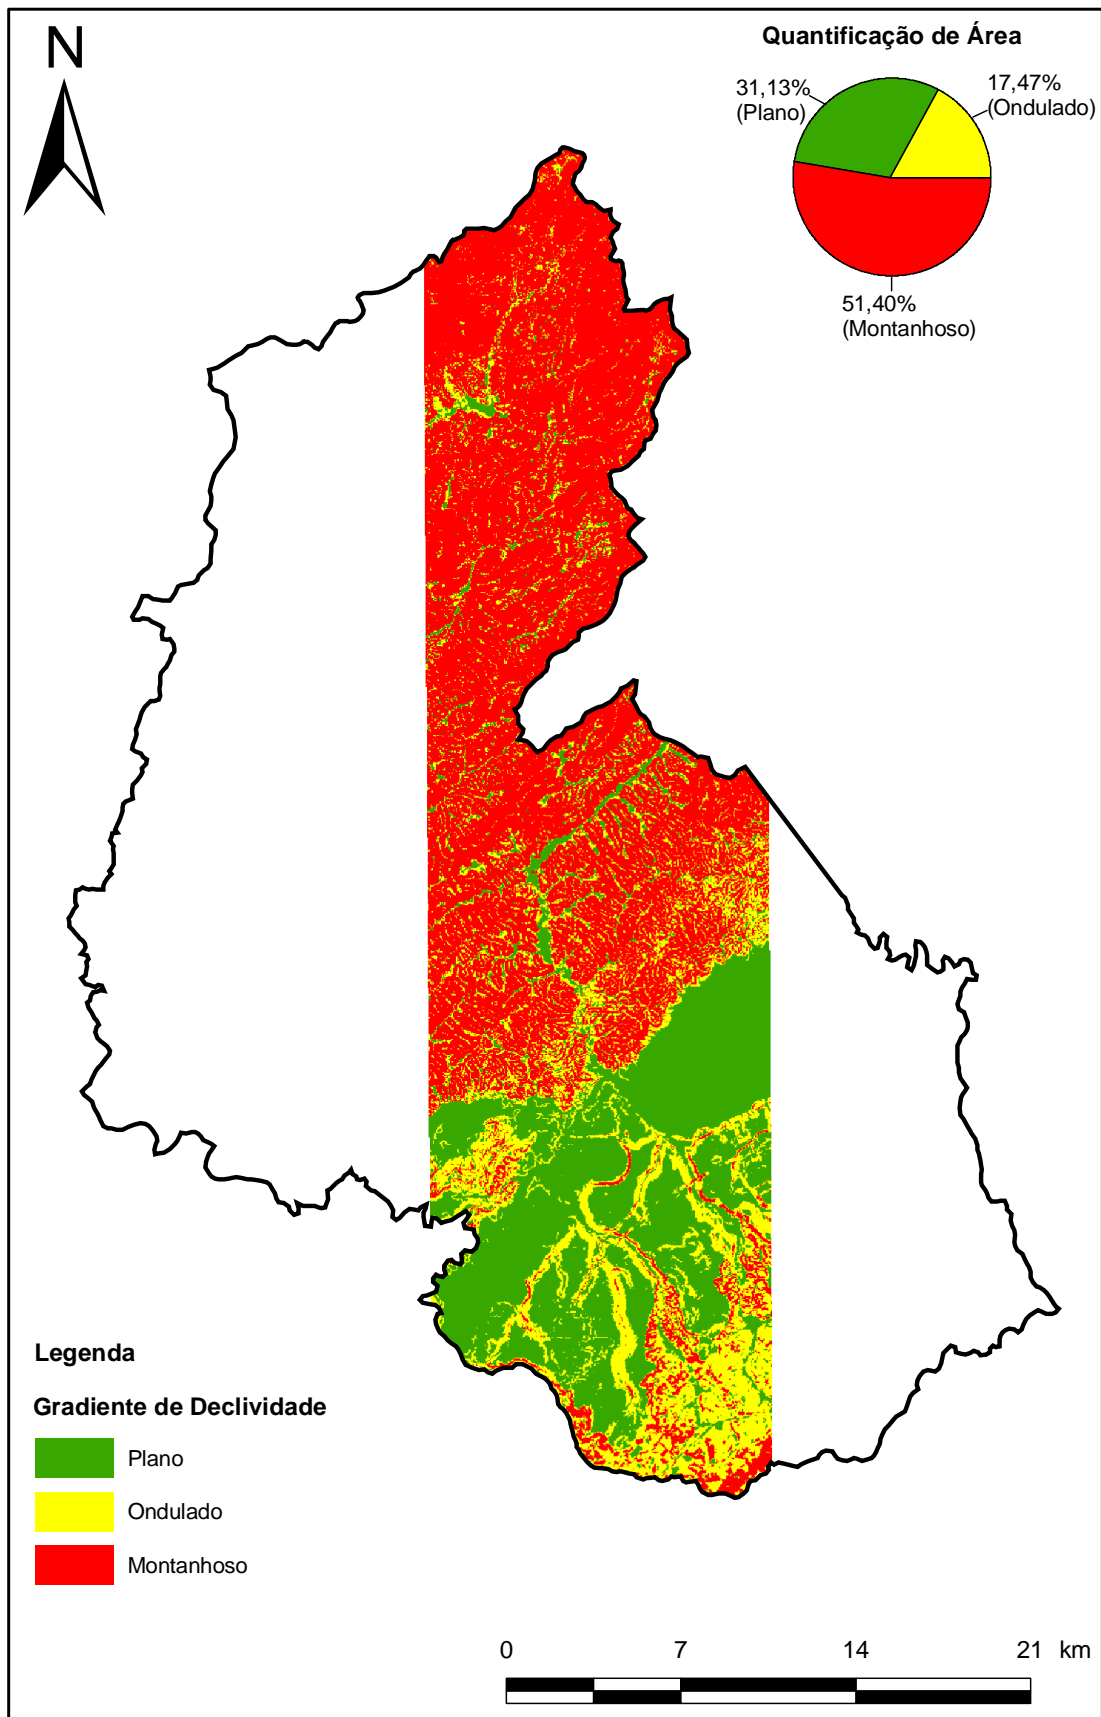 N
Quantificação de Área
31,13%
(Plano)
17,47%
(Ondulado)
51,40%
(Montanhoso)
Legenda
Gradiente de Declividade
Plano
Ondulado
Montanhoso
0 7 14 21 km